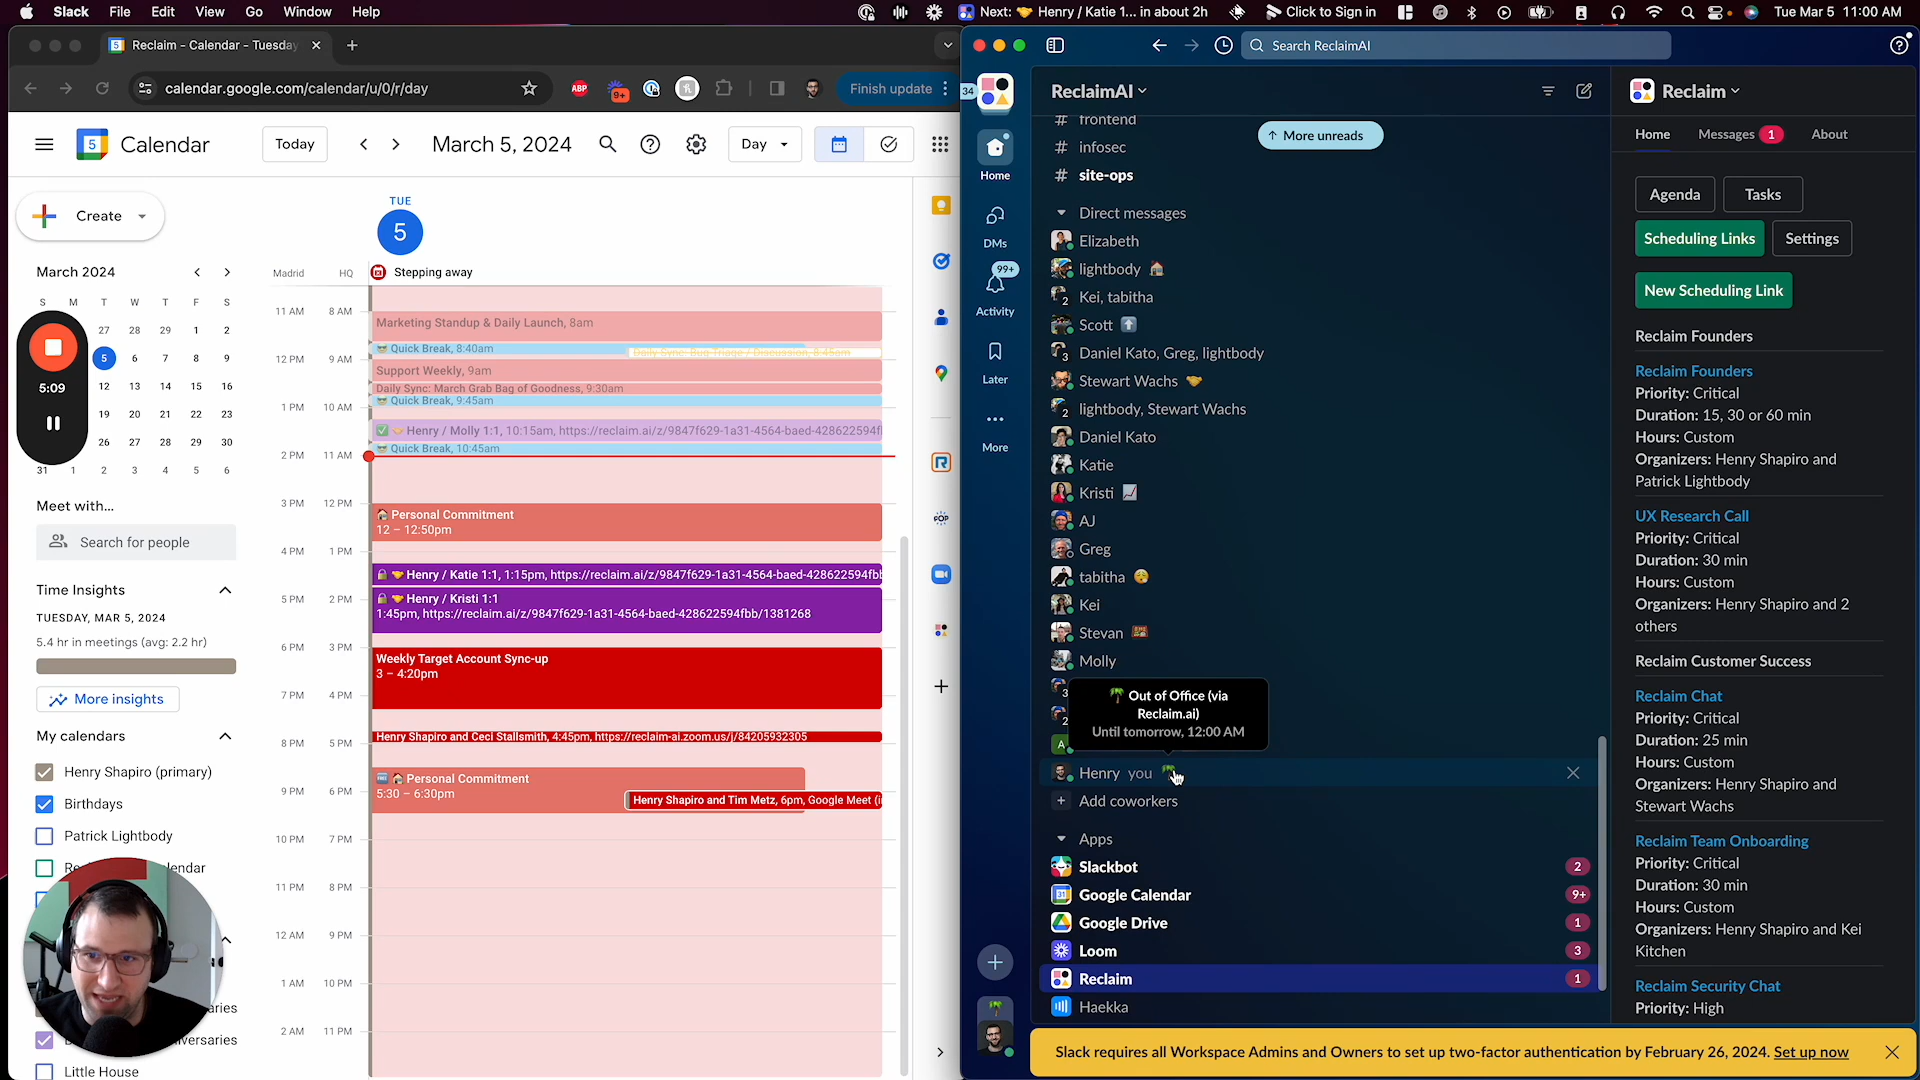 Slack File Edit View Go Window Help
Next: 🤝 Henry / Katie 1... in about 2h
Click to Sign in
Tue Mar 5 11:00 AM
Reclaim - Calendar - Tuesday
calendar.google.com/calendar/u/0/r/day
ABP
9+
Finish update
5
Calendar
Today
March 5, 2024
Day
Create
March 2024
S M T W T F S
27 28 29 1 2
5 6 7 8 9
12 13 14 15 16
19 20 21 22 23
26 27 28 29 30
31 1 2 3 4 5 6
5:09
Meet with...
Search for people
Time Insights
TUESDAY, MAR 5, 2024
5.4 hr in meetings (avg: 2.2 hr)
More insights
My calendars
Henry Shapiro (primary)
Birthdays
Patrick Lightbody
Little House
TUE
5
Madrid HQ
Stepping away
11 AM 8 AM
12 PM 9 AM
1 PM 10 AM
2 PM 11 AM
3 PM 12 PM
4 PM 1 PM
5 PM 2 PM
6 PM 3 PM
7 PM 4 PM
8 PM 5 PM
9 PM 6 PM
10 PM 7 PM
11 PM 8 PM
12 AM 9 PM
1 AM 10 PM
2 AM 11 PM
Marketing Standup & Daily Launch, 8am
Quick Break, 8:40am
Daily Sync: Bug Triage / Discussion, 8:45am
Support Weekly, 9am
Daily Sync: March Grab Bag of Goodness, 9:30am
Quick Break, 9:45am
Henry / Molly 1:1, 10:15am, https://reclaim.ai/z/9847f629-1a31-4564-baed-428622594f
Quick Break, 10:45am
Personal Commitment
12 – 12:50pm
Henry / Katie 1:1, 1:15pm, https://reclaim.ai/z/9847f629-1a31-4564-baed-428622594fbb
Henry / Kristi 1:1
1:45pm, https://reclaim.ai/z/9847f629-1a31-4564-baed-428622594fbb/1381268
Weekly Target Account Sync-up
3 – 4:20pm
Henry Shapiro and Ceci Stallsmith, 4:45pm, https://reclaim-ai.zoom.us/j/84205932305
Personal Commitment
5:30 – 6:30pm
Henry Shapiro and Tim Metz, 6pm, Google Meet (i
Search ReclaimAI
34
Home
DMs
99+
Activity
Later
More
ReclaimAI
More unreads
# frontend
# infosec
# site-ops
Direct messages
Elizabeth
lightbody
2 Kei, tabitha
Scott
3 Daniel Kato, Greg, lightbody
Stewart Wachs
2 lightbody, Stewart Wachs
Daniel Kato
Katie
Kristi
AJ
Greg
tabitha
Kei
Stevan
Molly
3
2
A
Out of Office (via
Reclaim.ai)
Until tomorrow, 12:00 AM
Henry you
Add coworkers
Apps
Slackbot 2
Google Calendar 9+
Google Drive 1
Loom 3
Reclaim 1
Haekka
Reclaim
Home Messages 1 About
Agenda Tasks
Scheduling Links Settings
New Scheduling Link
Reclaim Founders
Reclaim Founders
Priority: Critical
Duration: 15, 30 or 60 min
Hours: Custom
Organizers: Henry Shapiro and
Patrick Lightbody
UX Research Call
Priority: Critical
Duration: 30 min
Hours: Custom
Organizers: Henry Shapiro and 2
others
Reclaim Customer Success
Reclaim Chat
Priority: Critical
Duration: 25 min
Hours: Custom
Organizers: Henry Shapiro and
Stewart Wachs
Reclaim Team Onboarding
Priority: Critical
Duration: 30 min
Hours: Custom
Organizers: Henry Shapiro and Kei
Kitchen
Reclaim Security Chat
Priority: High
Slack requires all Workspace Admins and Owners to set up two-factor authentication by February 26, 2024. Set up now